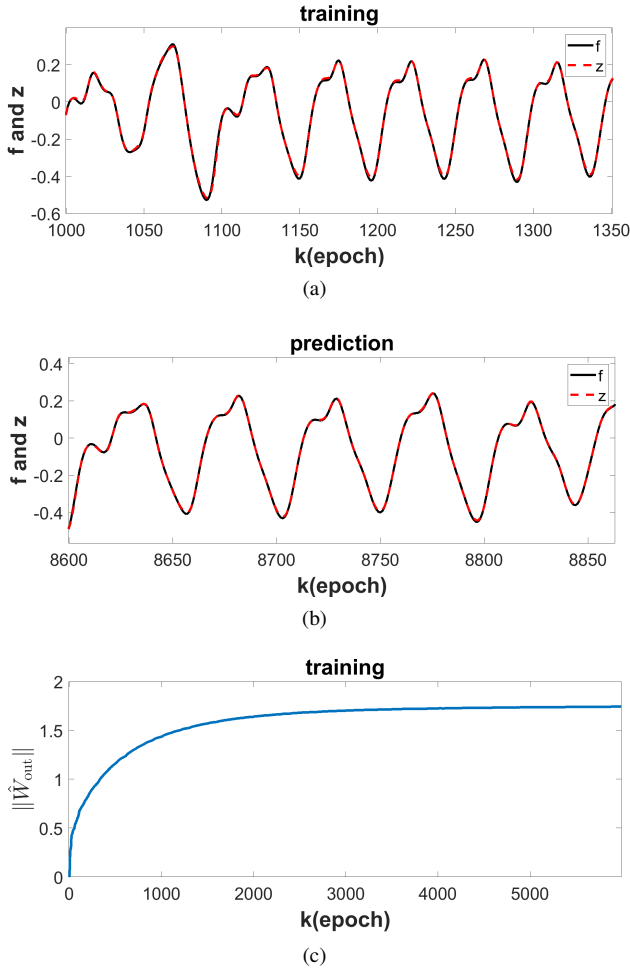 training
f and z
0.2
0
-0.2
-0.4
-0.6
f
z
1000 1050 1100 1150 1200 1250 1300 1350
k(epoch)
(a)
prediction
f and z
0.4
0.2
0
-0.2
-0.4
f
z
8600 8650 8700 8750 8800 8850
k(epoch)
(b)
training
||Ŵout||
2
1.5
1
0.5
0
0 1000 2000 3000 4000 5000
k(epoch)
(c)